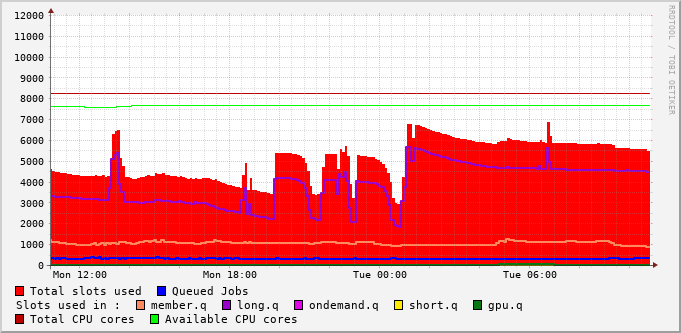 12000
11000
10000
9000
8000
7000
6000
5000
4000
3000
2000
1000
0
Mon 12:00 Mon 18:00 Tue 00:00 Tue 06:00
RRDTOOL / TOBI OETIKER
Total slots used Queued Jobs
Slots used in : member.q long.q ondemand.q short.q gpu.q
Total CPU cores Available CPU cores